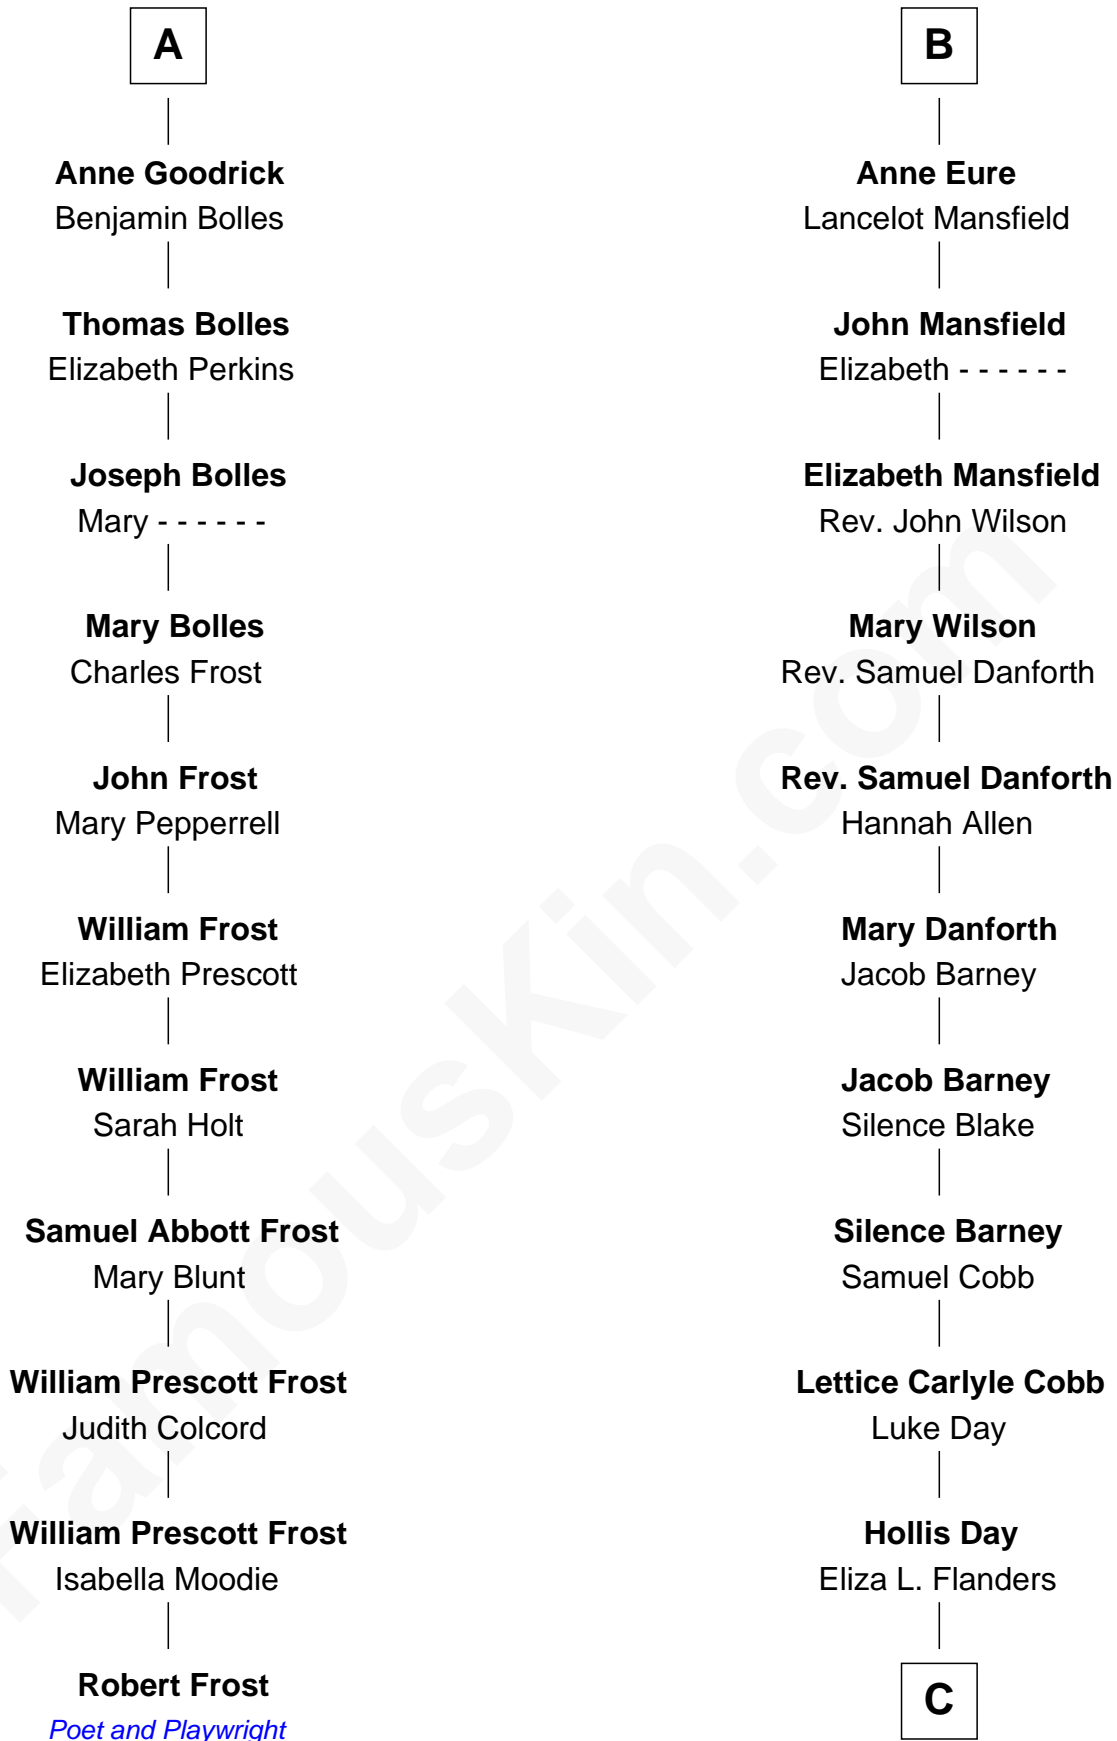 A
Anne Goodrick
Benjamin Bolles
Thomas Bolles
Elizabeth Perkins
Joseph Bolles
Mary - - - - - -
Mary Bolles
Charles Frost
John Frost
Mary Pepperrell
William Frost
Elizabeth Prescott
William Frost
Sarah Holt
Samuel Abbott Frost
Mary Blunt
William Prescott Frost
Judith Colcord
William Prescott Frost
Isabella Moodie
Robert Frost
Poet and Playwright
B
Anne Eure
Lancelot Mansfield
John Mansfield
Elizabeth - - - - - -
Elizabeth Mansfield
Rev. John Wilson
Mary Wilson
Rev. Samuel Danforth
Rev. Samuel Danforth
Hannah Allen
Mary Danforth
Jacob Barney
Jacob Barney
Silence Blake
Silence Barney
Samuel Cobb
Lettice Carlyle Cobb
Luke Day
Hollis Day
Eliza L. Flanders
C
FamousKin.com